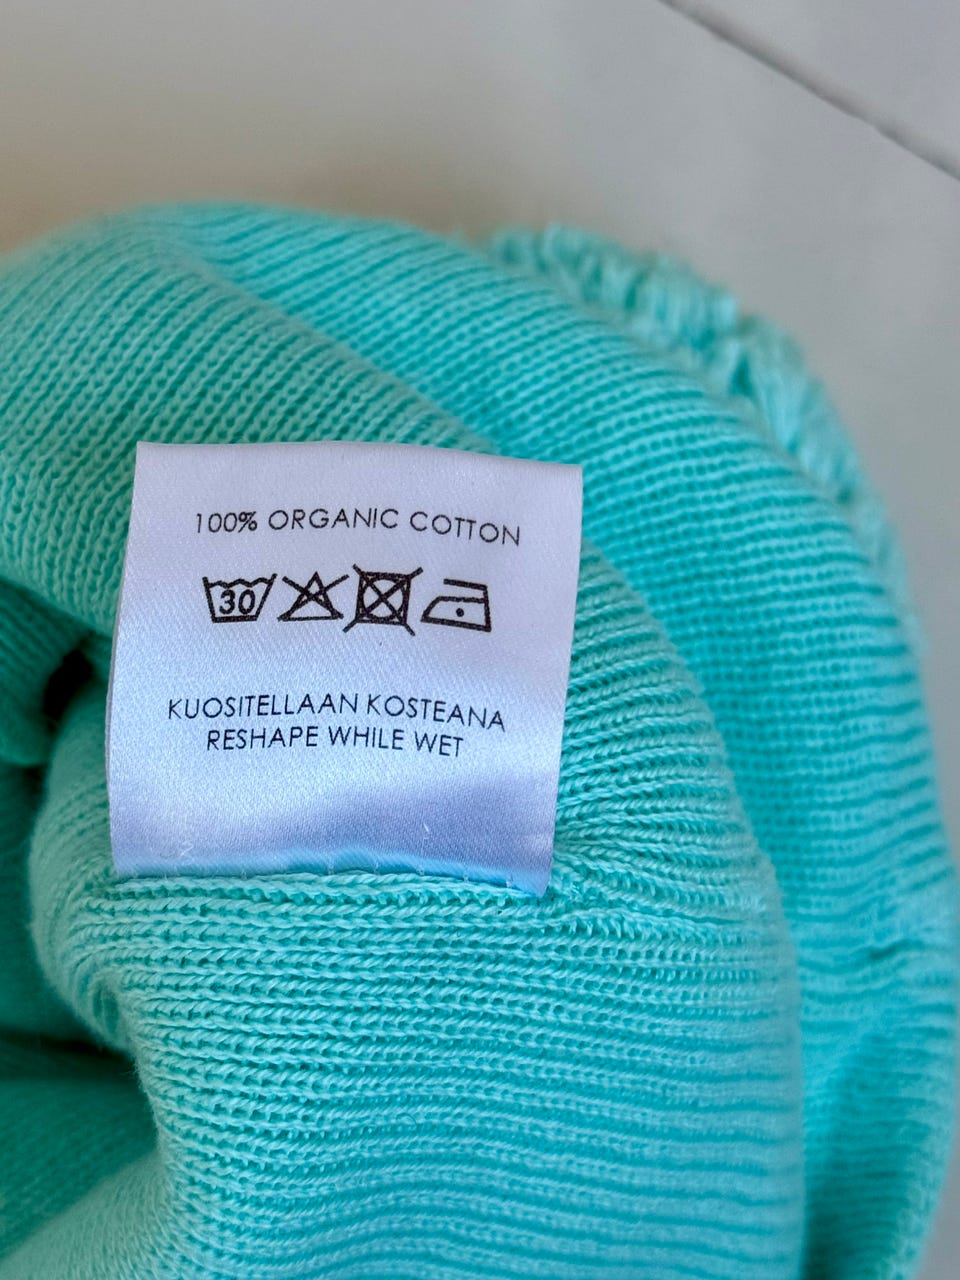 100% ORGANIC COTTON
30
KUOSITELLAAN KOSTEANA
RESHAPE WHILE WET